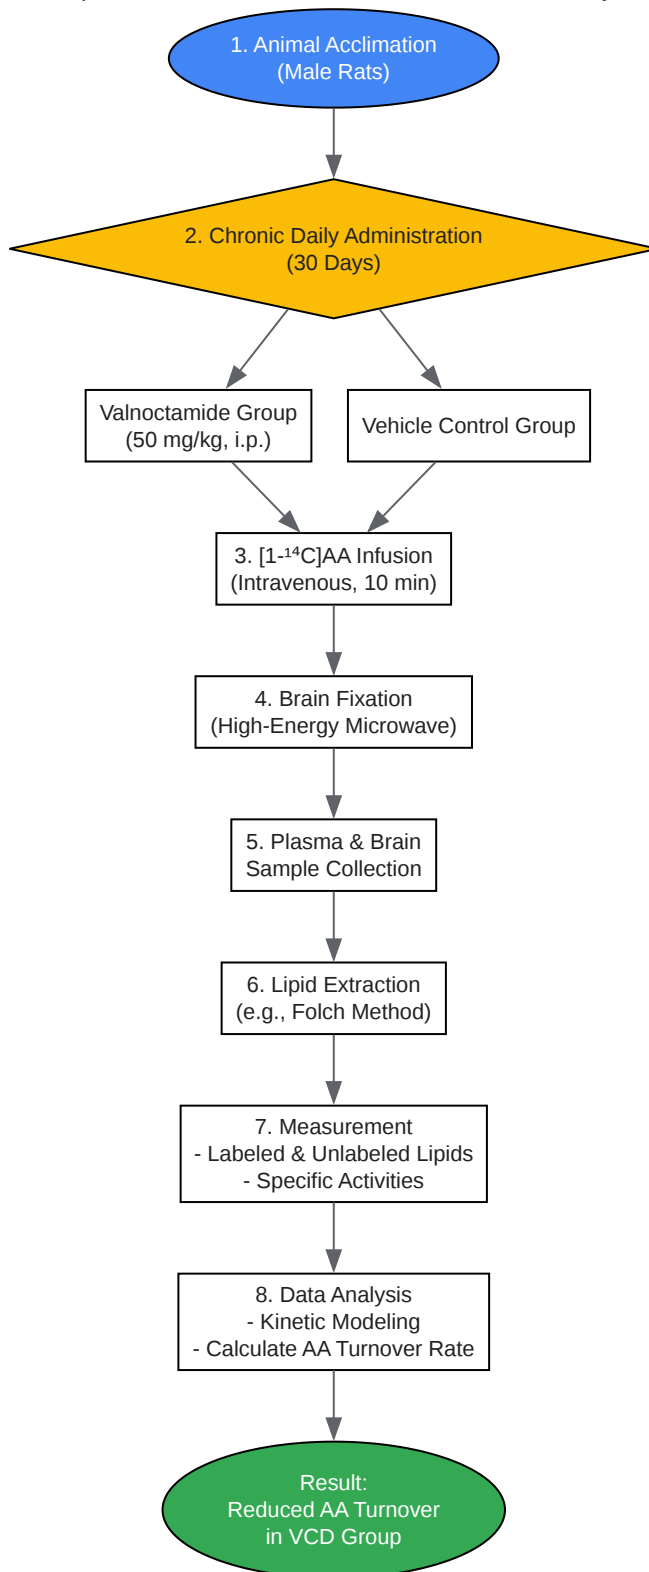 1. Animal Acclimation
(Male Rats)
2. Chronic Daily Administration
(30 Days)
Valnoctamide Group
(50 mg/kg, i.p.)
Vehicle Control Group
3. [1-¹⁴C]AA Infusion
(Intravenous, 10 min)
4. Brain Fixation
(High-Energy Microwave)
5. Plasma & Brain
Sample Collection
6. Lipid Extraction
(e.g., Folch Method)
7. Measurement
- Labeled & Unlabeled Lipids
- Specific Activities
8. Data Analysis
- Kinetic Modeling
- Calculate AA Turnover Rate
Result:
Reduced AA Turnover
in VCD Group